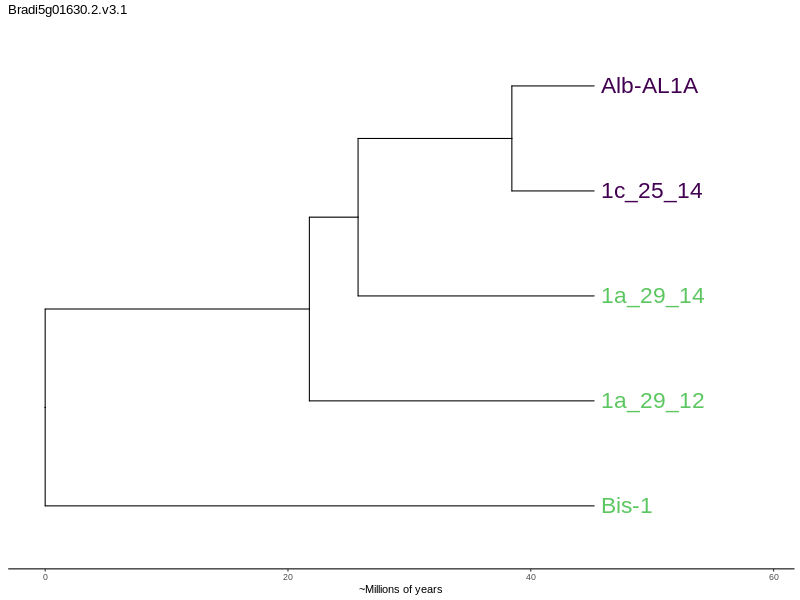 Bradi5g01630.2.v3.1
Alb-AL1A
1c_25_14
1a_29_14
1a_29_12
Bis-1
0 20 40 60
~Millions of years